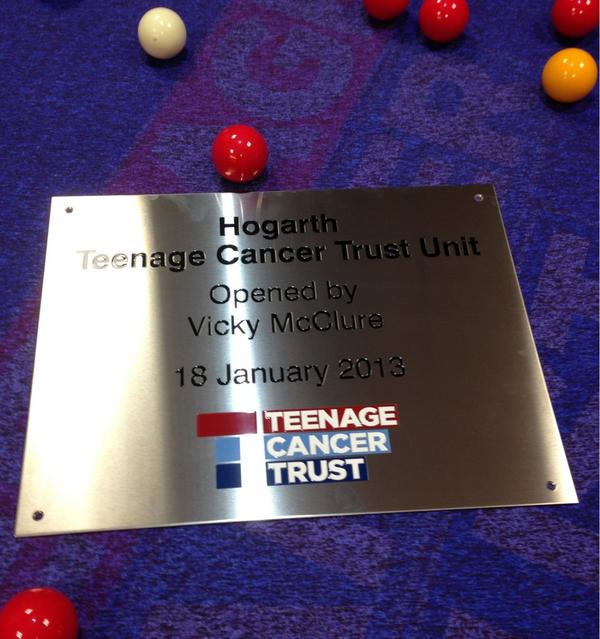 Hogarth
Teenage Cancer Trust Unit
Opened by
Vicky McClure
18 January 2013
TEENAGE
CANCER
TRUST